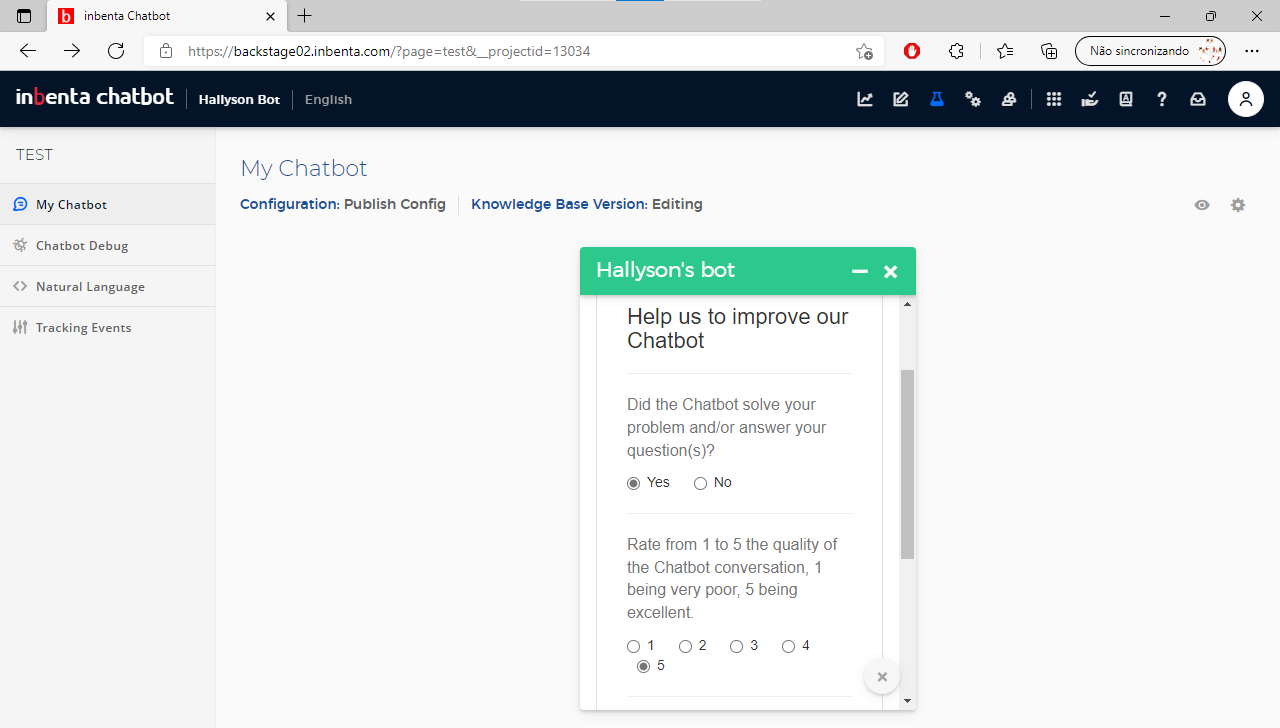 inbenta Chatbot
https://backstage02.inbenta.com/?page=test&__projectid=13034
Não sincronizando
inbenta chatbot
Hallyson Bot
English
TEST
My Chatbot
Chatbot Debug
Natural Language
Tracking Events
My Chatbot
Configuration: Publish Config
Knowledge Base Version: Editing
Hallyson's bot
Help us to improve our
Chatbot
Did the Chatbot solve your
problem and/or answer your
question(s)?
Yes No
Rate from 1 to 5 the quality of
the Chatbot conversation, 1
being very poor, 5 being
excellent.
1 2 3 4
5